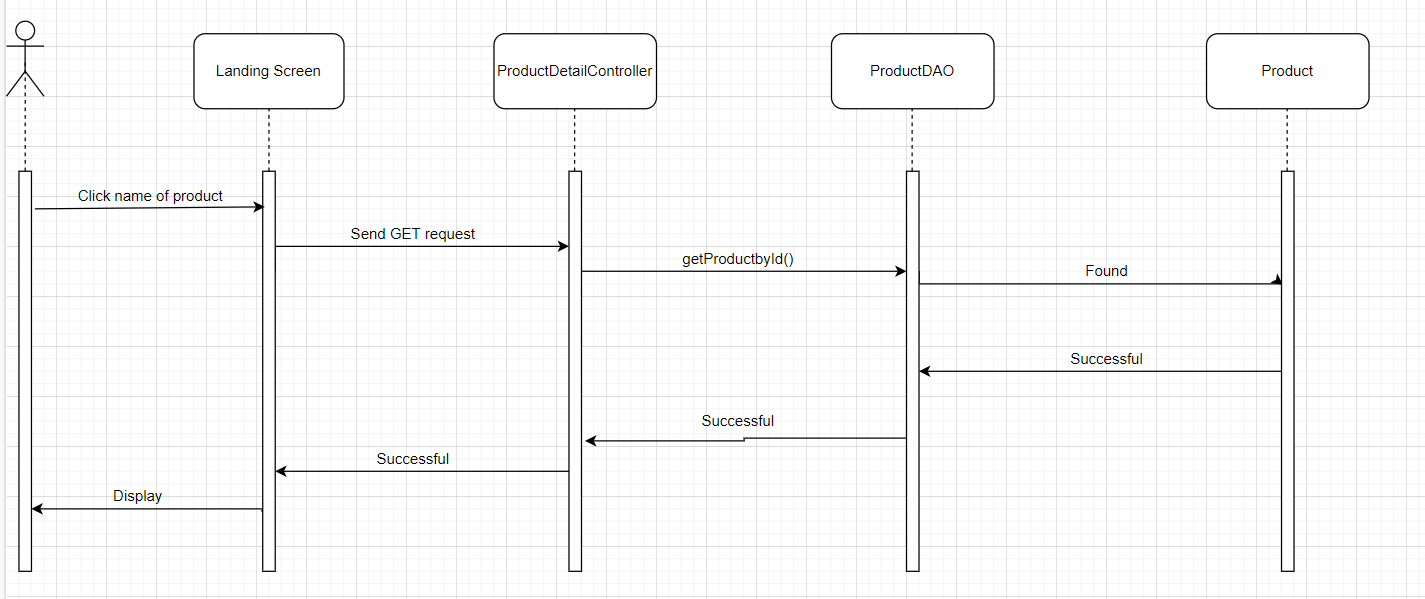 Landing Screen
ProductDetailController
ProductDAO
Product
Click name of product
Send GET request
getProductbyId()
Found
Successful
Successful
Successful
Display